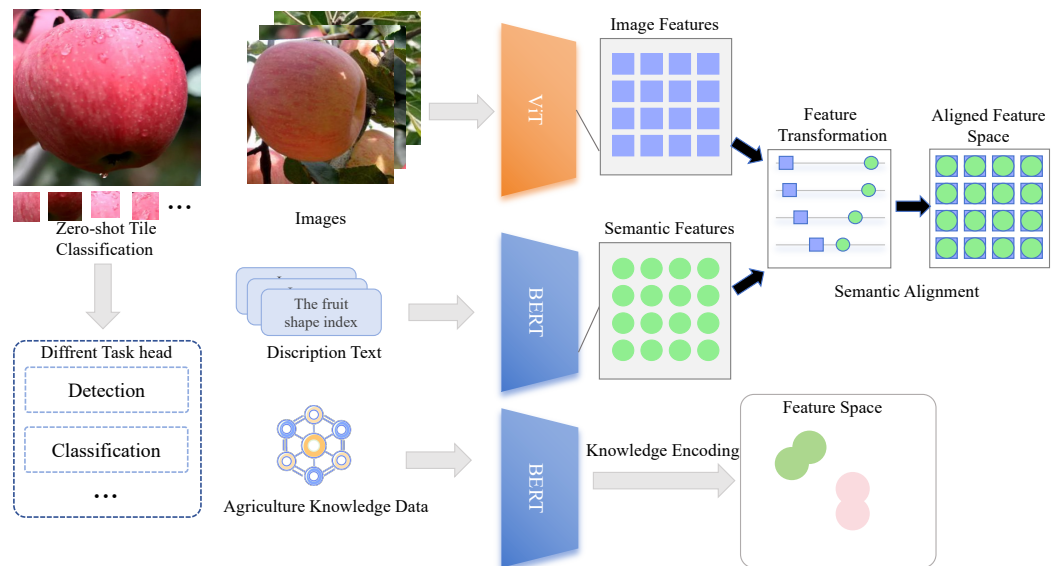 Zero-shot Tile
Classification
Diffrent Task head
Detection
Classification
...
...
Images
The fruit
shape index
Discription Text
Agriculture Knowledge Data
ViT
BERT
BERT
Image Features
Semantic Features
Knowledge Encoding
Feature
Transformation
Aligned Feature
Space
Semantic Alignment
Feature Space